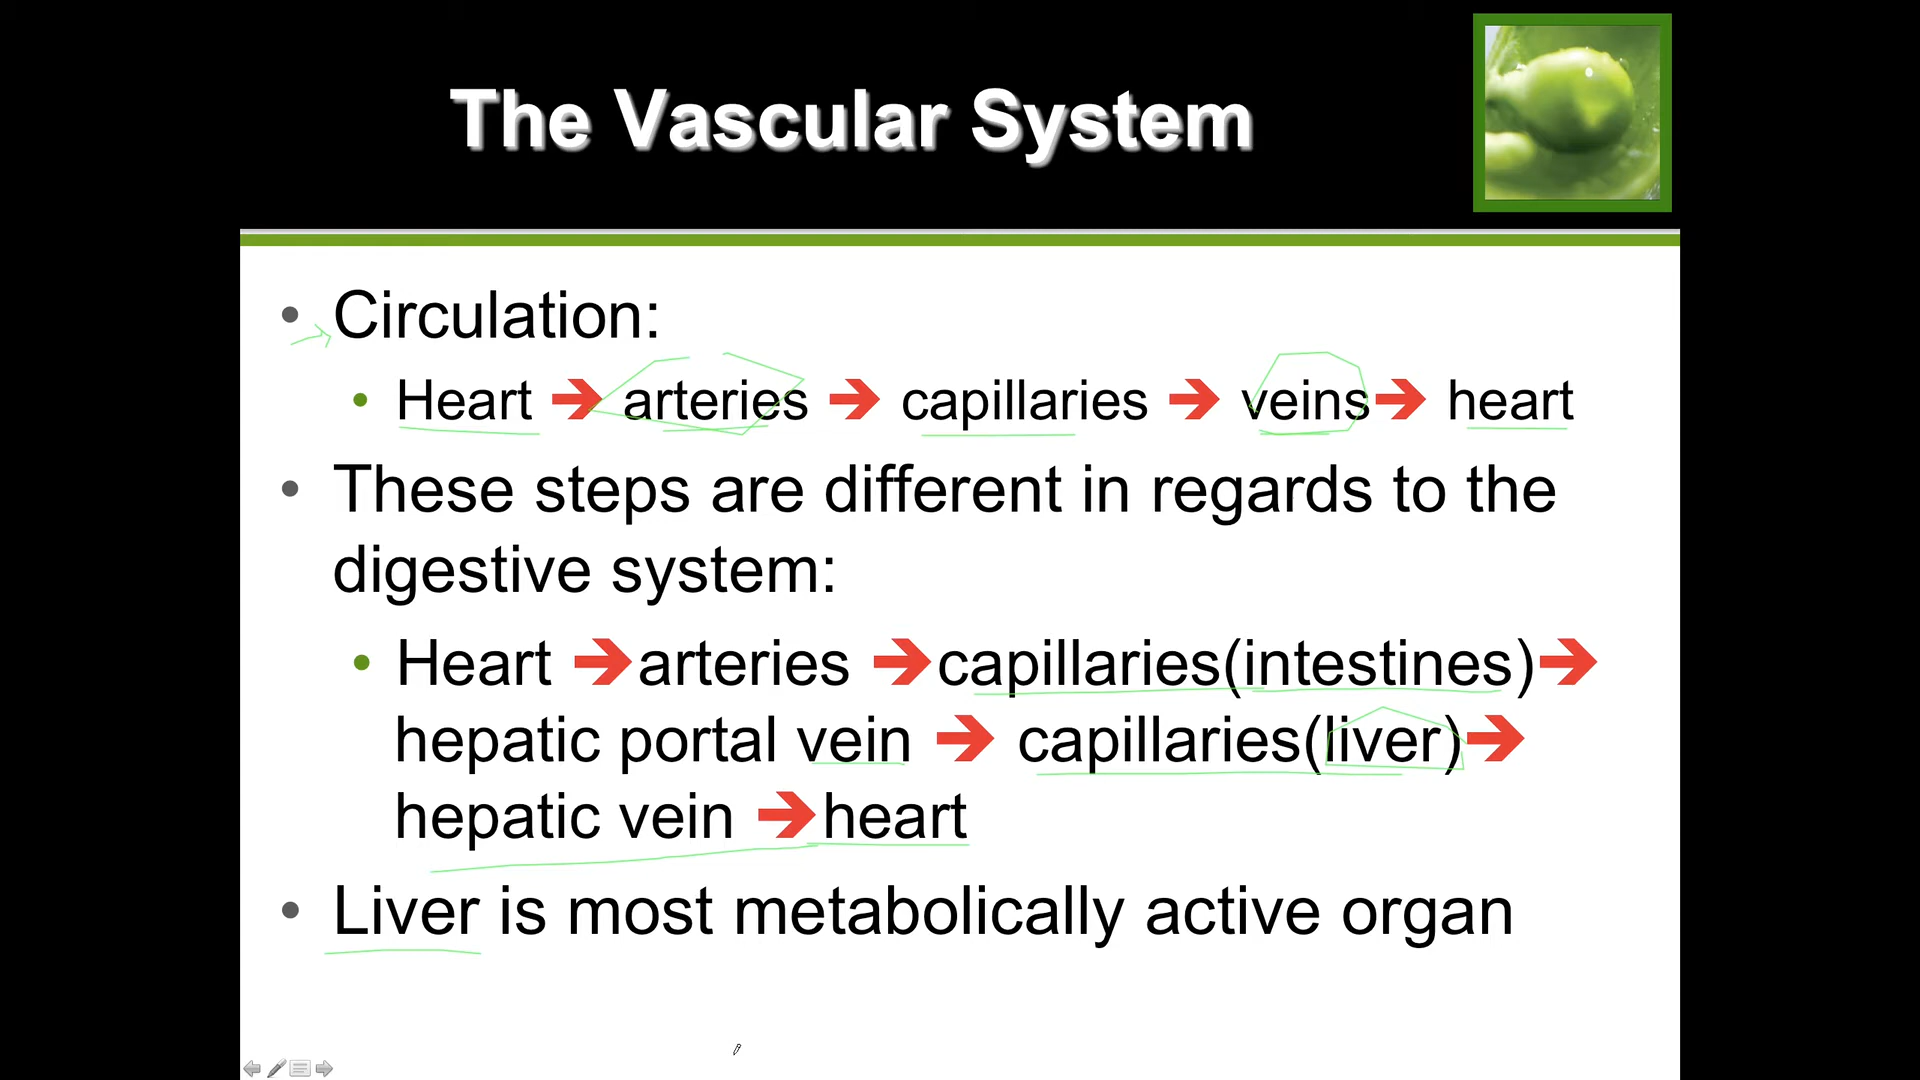 The Vascular System
• Circulation:
• Heart ➔ arteries ➔ capillaries ➔ veins➔ heart
• These steps are different in regards to the
digestive system:
• Heart ➔arteries ➔capillaries(intestines)➔
hepatic portal vein ➔ capillaries(liver)➔
hepatic vein ➔heart
• Liver is most metabolically active organ